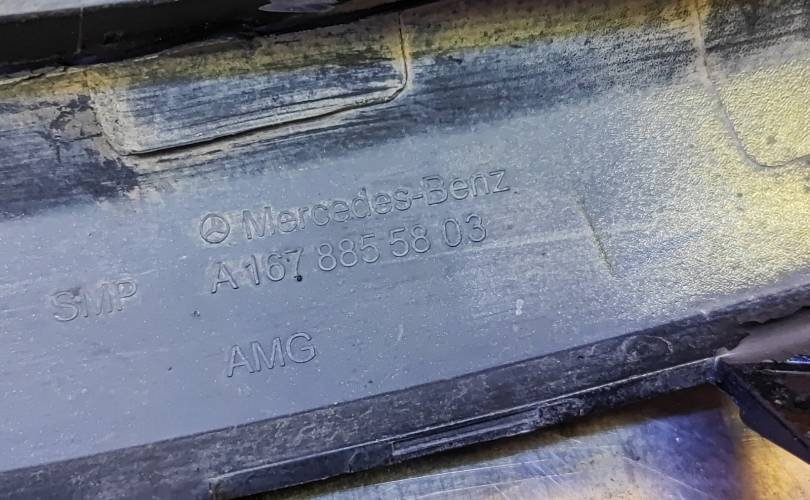 Mercedes-Benz
A 167 885 58 03
SMP
AMG